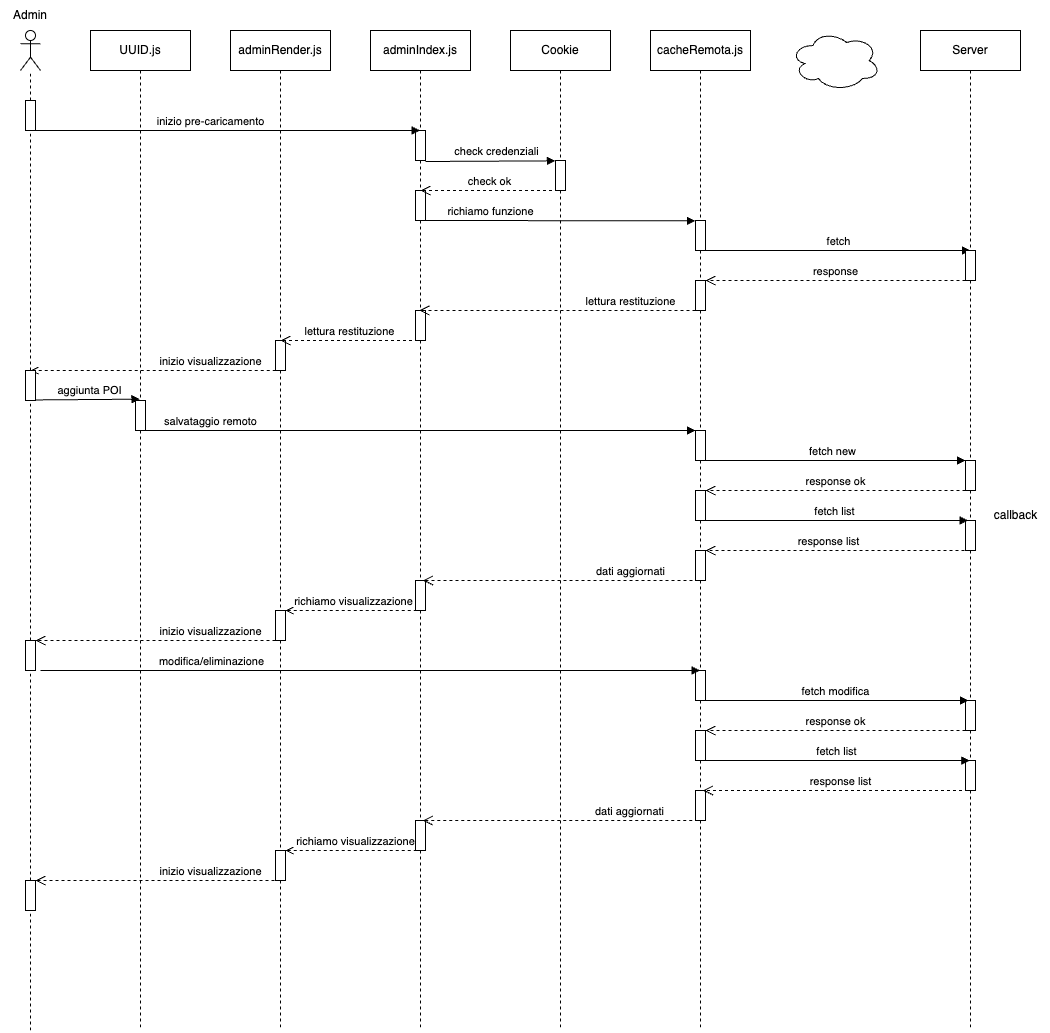 Admin
UUID.js
adminRender.js
adminIndex.js
Cookie
cacheRemota.js
Server
inizio pre-caricamento
check credenziali
check ok
richiamo funzione
fetch
response
lettura restituzione
lettura restituzione
inizio visualizzazione
aggiunta POI
salvataggio remoto
fetch new
response ok
fetch list
callback
response list
dati aggiornati
richiamo visualizzazione
inizio visualizzazione
modifica/eliminazione
fetch modifica
response ok
fetch list
response list
dati aggiornati
richiamo visualizzazione
inizio visualizzazione